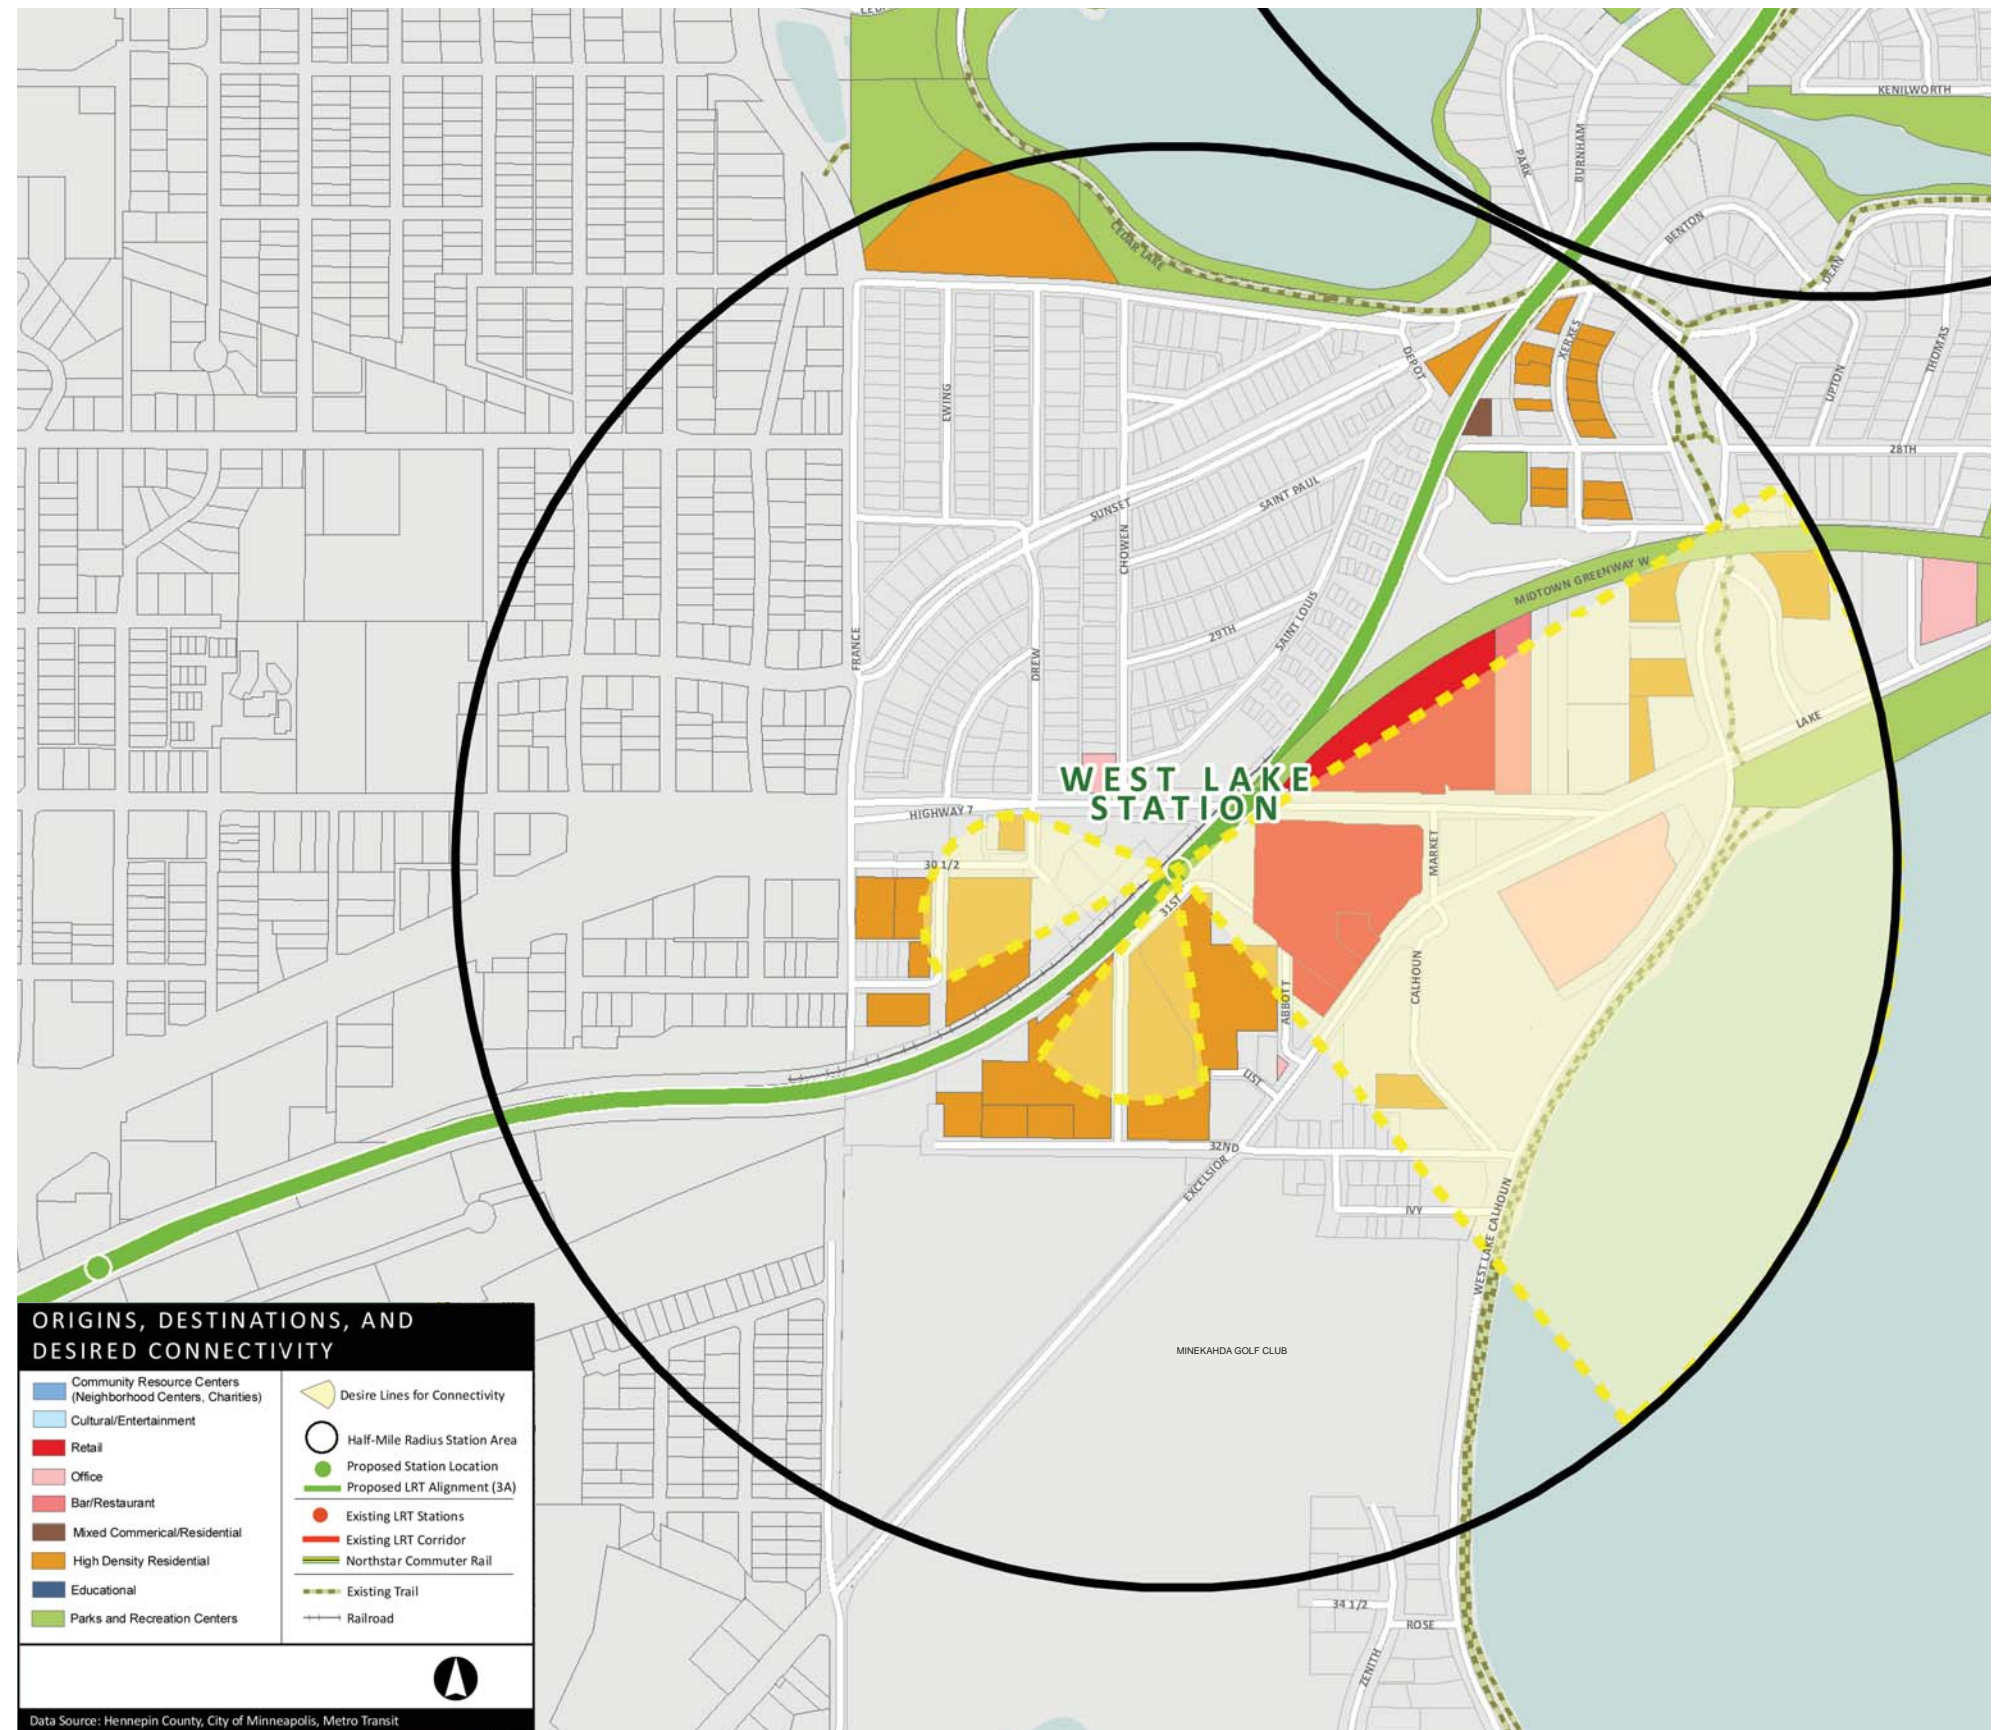 KENILWORTH
PARK
BURNHAM
BENTON
DEAN
CEDAR LAKE
XERXES
DEPOT
UPTON
THOMAS
EWING
28TH
SUNSET
SAINT PAUL
CHOWEN
MIDTOWN GREENWAY W
SAINT LOUIS
29TH
FRANCE
DREW
LAKE
WEST LAKE
STATION
HIGHWAY 7
30 1/2
MARKET
31ST
CALHOUN
ABBOTT
LIST
32ND
EXCELSIOR
IVY
WEST LAKE CALHOUN
MINEKAHDA GOLF CLUB
34 1/2
ROSE
ZENITH
ORIGINS, DESTINATIONS, AND
DESIRED CONNECTIVITY
Community Resource Centers
(Neighborhood Centers, Charities)
Cultural/Entertainment
Retail
Office
Bar/Restaurant
Mixed Commerical/Residential
High Density Residential
Educational
Parks and Recreation Centers
Desire Lines for Connectivity
Half-Mile Radius Station Area
Proposed Station Location
Proposed LRT Alignment (3A)
Existing LRT Stations
Existing LRT Corridor
Northstar Commuter Rail
Existing Trail
Railroad
Data Source: Hennepin County, City of Minneapolis, Metro Transit